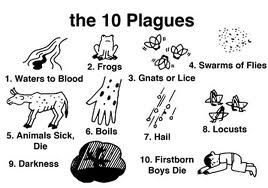 the 10 Plagues
1. Waters to Blood
2. Frogs
3. Gnats or Lice
4. Swarms of Flies
5. Animals Sick,
Die
6. Boils
7. Hail
8. Locusts
9. Darkness
10. Firstborn
Boys Die